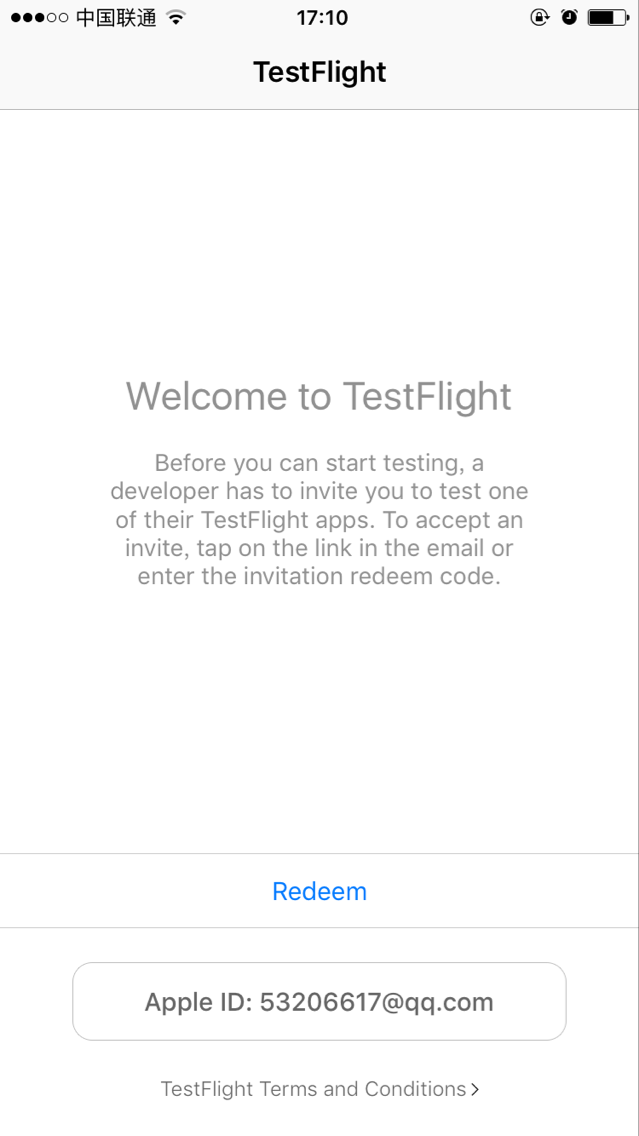 中国联通
17:10
TestFlight
Welcome to TestFlight
Before you can start testing, a
developer has to invite you to test one
of their TestFlight apps. To accept an
invite, tap on the link in the email or
enter the invitation redeem code.
Redeem
Apple ID: 53206617@qq.com
TestFlight Terms and Conditions